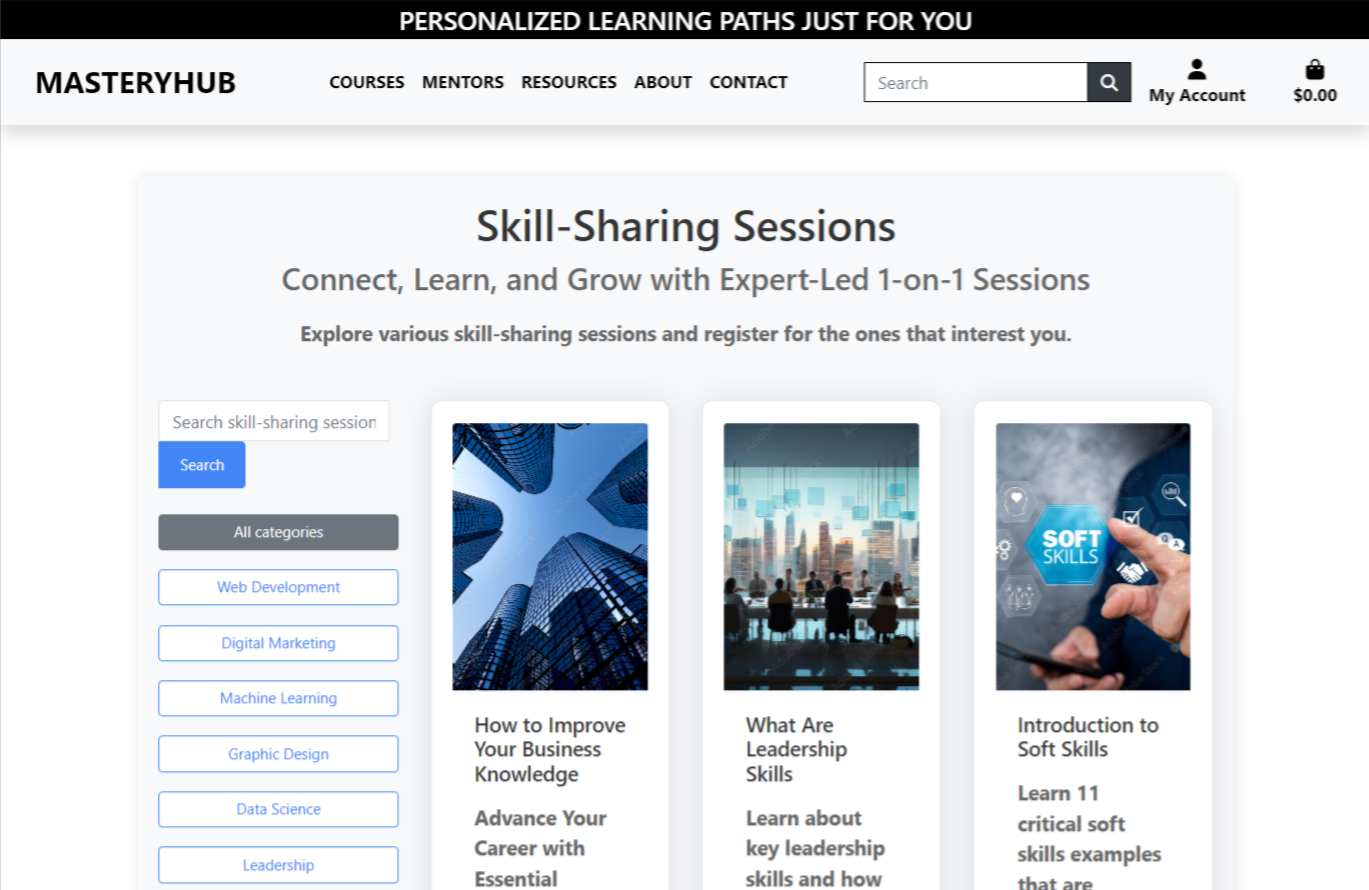 PERSONALIZED LEARNING PATHS JUST FOR YOU
MASTERYHUB
COURSES
MENTORS
RESOURCES
ABOUT
CONTACT
Search
My Account
$0.00
Skill-Sharing Sessions
Connect, Learn, and Grow with Expert-Led 1-on-1 Sessions
Explore various skill-sharing sessions and register for the ones that interest you.
Search skill-sharing session
Search
All categories
Web Development
Digital Marketing
Machine Learning
Graphic Design
Data Science
Leadership
How to Improve
Your Business
Knowledge
Advance Your
Career with
Essential
What Are
Leadership
Skills
Learn about
key leadership
skills and how
SOFT
SKILLS
Q
A
Introduction to
Soft Skills
Learn 11
critical soft
skills examples
that are